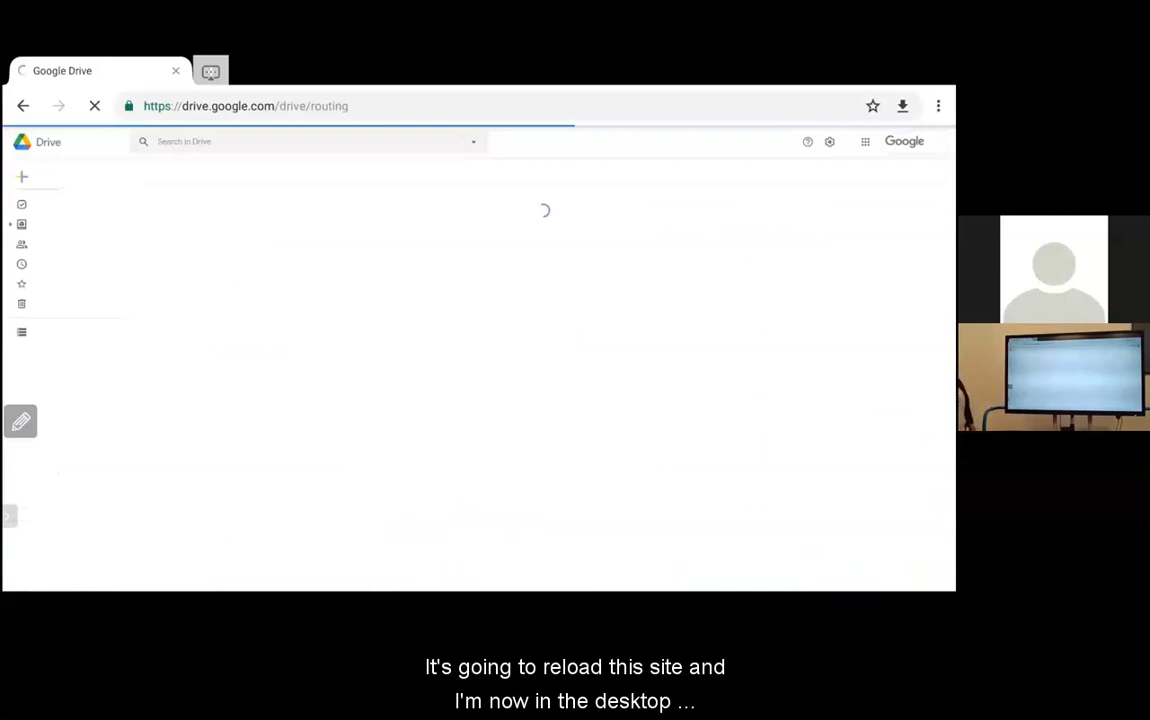 Google Drive
https://drive.google.com/drive/routing
Drive
Search in Drive
Google
It's going to reload this site and
I'm now in the desktop ...